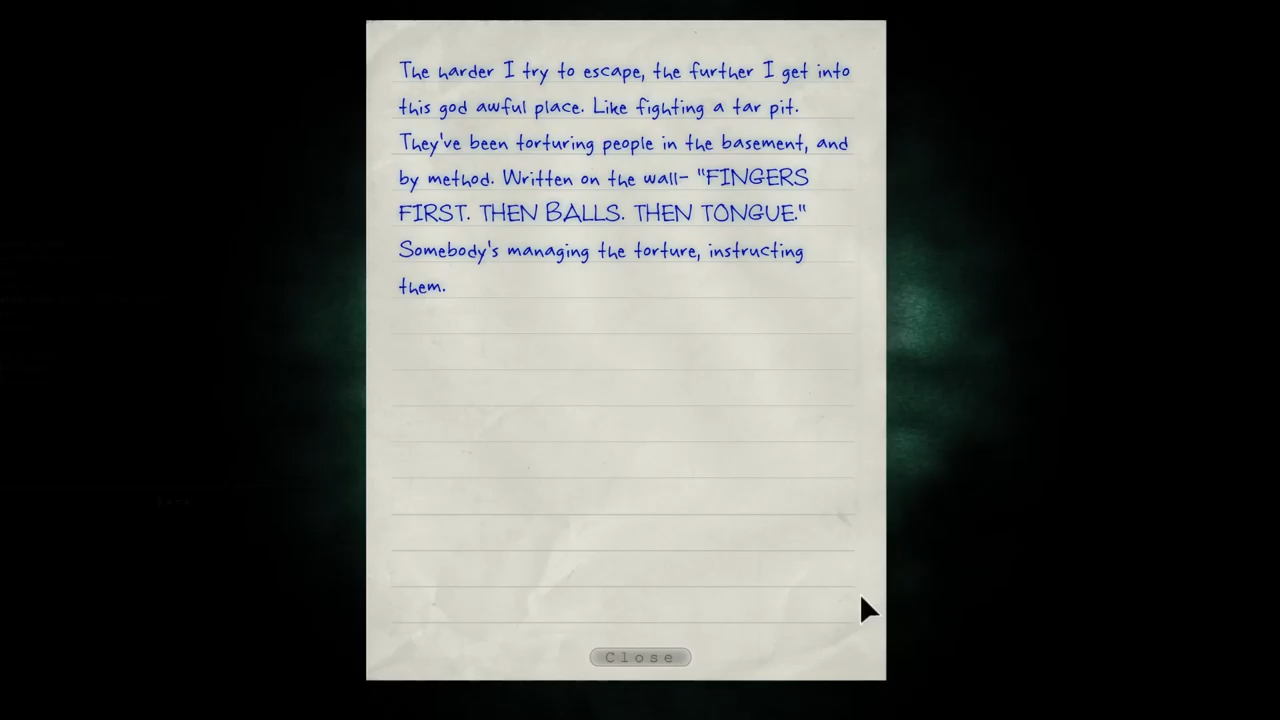 The harder I try to escape, the further I get into
this god awful place. Like fighting a tar pit.
They've been torturing people in the basement, and
by method. Written on the wall- "FINGERS
FIRST. THEN BALLS. THEN TONGUE."
Somebody's managing the torture, instructing
them.
Close